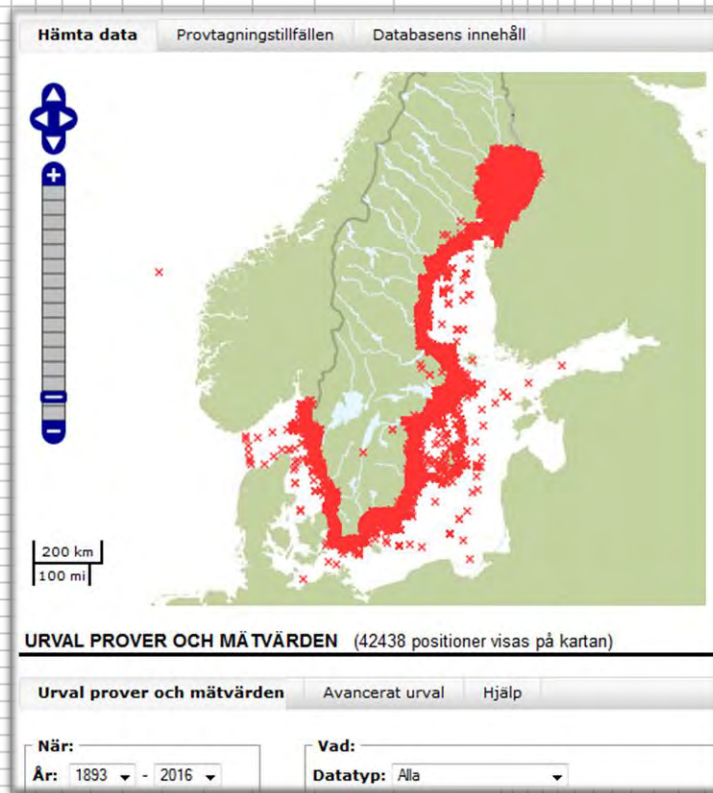 Hämta data Provtagningstillfällen Databasens innehåll
200 km
100 mi
URVAL PROVER OCH MÄTVÄRDEN (42438 positioner visas på kartan)
Urval prover och mätvärden Avancerat urval Hjälp
När: Vad:
År: 1893 - 2016 Datatyp: Alla